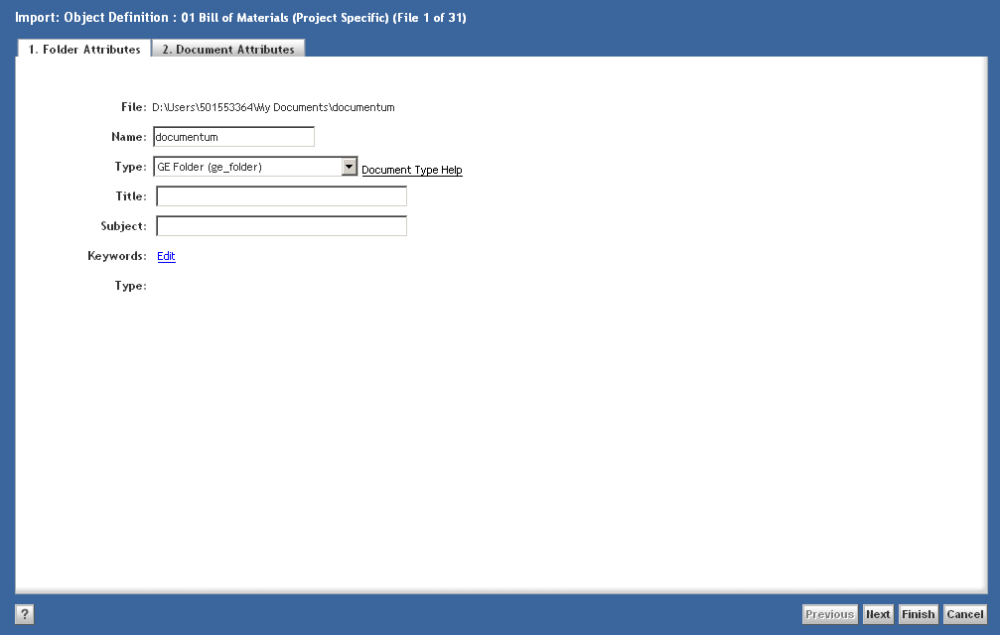 Import: Object Definition : 01 Bill of Materials (Project Specific) (File 1 of 31)
1. Folder Attributes 2. Document Attributes
File: D:\Users\501553364\My Documents\documentum
Name: documentum
Type: GE Folder (ge_folder) Document Type Help
Title:
Subject:
Keywords: Edit
Type:
? Previous Next Finish Cancel